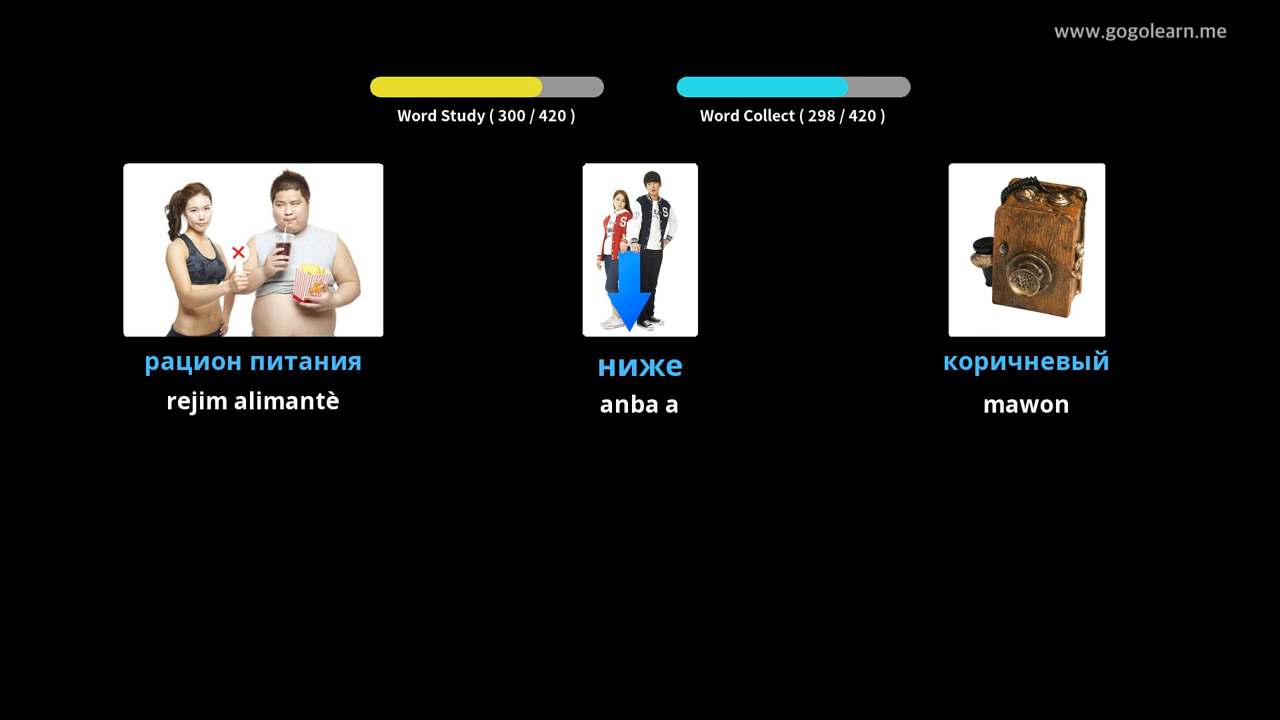 www.gogolearn.me
Word Study ( 300 / 420 )
Word Collect ( 298 / 420 )
рацион питания
ниже
коричневый
rejim alimantè
anba a
mawon